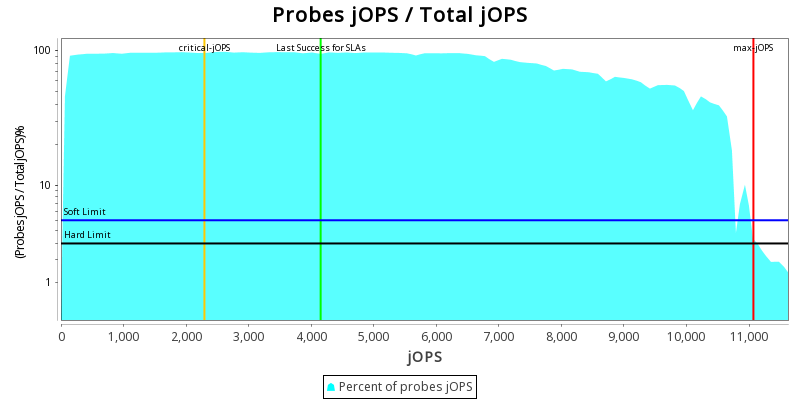 Probes jOPS / Total jOPS
(Probes jOPS / Total jOPS)%
100
10
1
critical-jOPS
Last Success for SLAs
max-jOPS
Soft Limit
Hard Limit
0 1,000 2,000 3,000 4,000 5,000 6,000 7,000 8,000 9,000 10,000 11,000
jOPS
Percent of probes jOPS